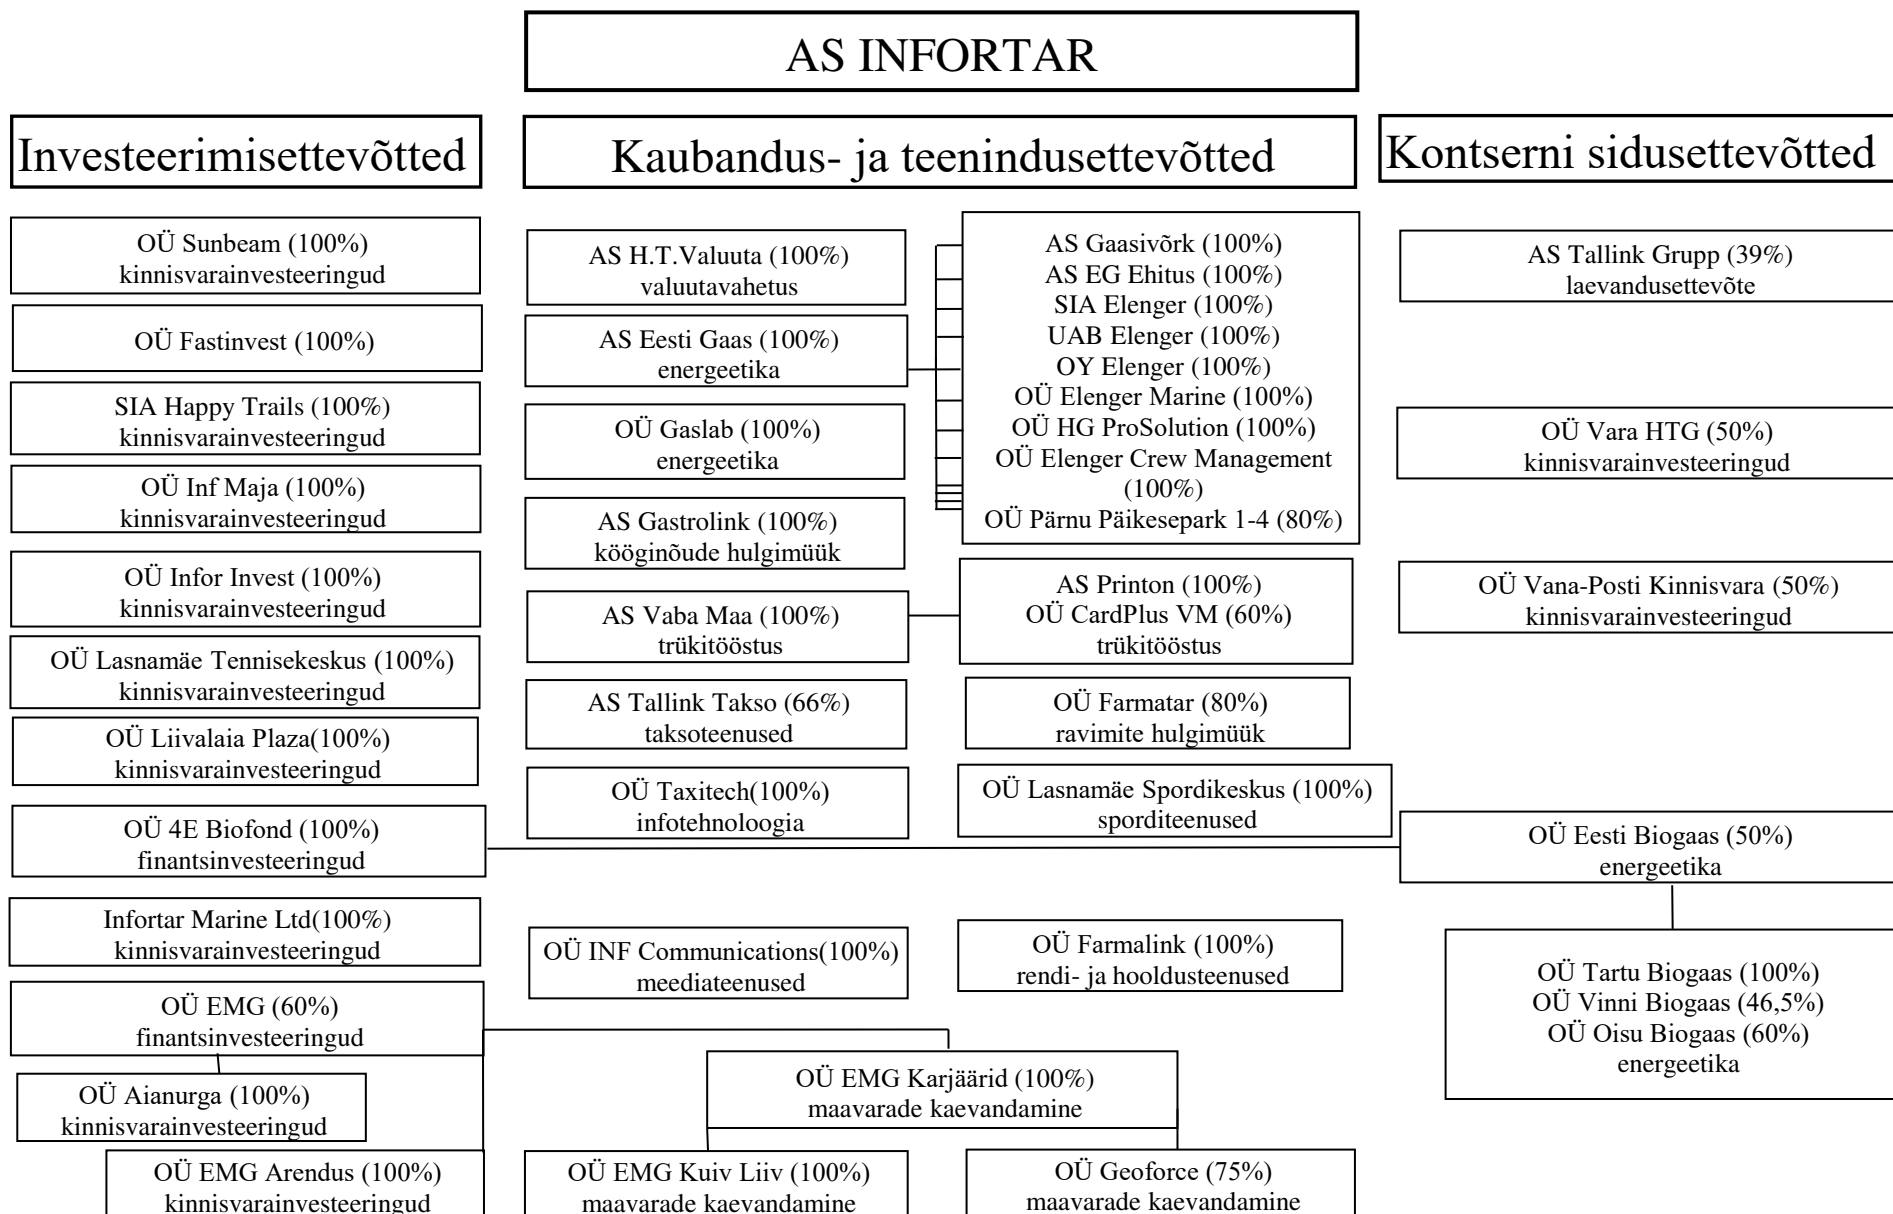 AS INFORTAR
Investeerimisettevõtted
Kaubandus- ja teenindusettevõtted
Kontserni sidusettevõtted
OÜ Sunbeam (100%)
kinnisvarainvesteeringud
OÜ Fastinvest (100%)
SIA Happy Trails (100%)
kinnisvarainvesteeringud
OÜ Inf Maja (100%)
kinnisvarainvesteeringud
OÜ Infor Invest (100%)
kinnisvarainvesteeringud
OÜ Lasnamäe Tennisekeskus (100%)
kinnisvarainvesteeringud
OÜ Liivalaia Plaza(100%)
kinnisvarainvesteeringud
OÜ 4E Biofond (100%)
finantsinvesteeringud
Infortar Marine Ltd(100%)
kinnisvarainvesteeringud
OÜ EMG (60%)
finantsinvesteeringud
OÜ Aianurga (100%)
kinnisvarainvesteeringud
OÜ EMG Arendus (100%)
kinnisvarainvesteeringud
AS H.T.Valuuta (100%)
valuutavahetus
AS Eesti Gaas (100%)
energeetika
OÜ Gaslab (100%)
energeetika
AS Gastrolink (100%)
kööginõude hulgimüük
AS Vaba Maa (100%)
trükitööstus
AS Tallink Takso (66%)
taksoteenused
OÜ Taxitech(100%)
infotehnoloogia
OÜ INF Communications(100%)
meediateenused
AS Gaasivõrk (100%)
AS EG Ehitus (100%)
SIA Elenger (100%)
UAB Elenger (100%)
OY Elenger (100%)
OÜ Elenger Marine (100%)
OÜ HG ProSolution (100%)
OÜ Elenger Crew Management
(100%)
OÜ Pärnu Päikesepark 1-4 (80%)
AS Printon (100%)
OÜ CardPlus VM (60%)
trükitööstus
OÜ Farmatar (80%)
ravimite hulgimüük
OÜ Lasnamäe Spordikeskus (100%)
sporditeenused
OÜ Farmalink (100%)
rendi- ja hooldusteenused
OÜ EMG Karjäärid (100%)
maavarade kaevandamine
OÜ EMG Kuiv Liiv (100%)
maavarade kaevandamine
OÜ Geoforce (75%)
maavarade kaevandamine
AS Tallink Grupp (39%)
laevandusettevõte
OÜ Vara HTG (50%)
kinnisvarainvesteeringud
OÜ Vana-Posti Kinnisvara (50%)
kinnisvarainvesteeringud
OÜ Eesti Biogaas (50%)
energeetika
OÜ Tartu Biogaas (100%)
OÜ Vinni Biogaas (46,5%)
OÜ Oisu Biogaas (60%)
energeetika